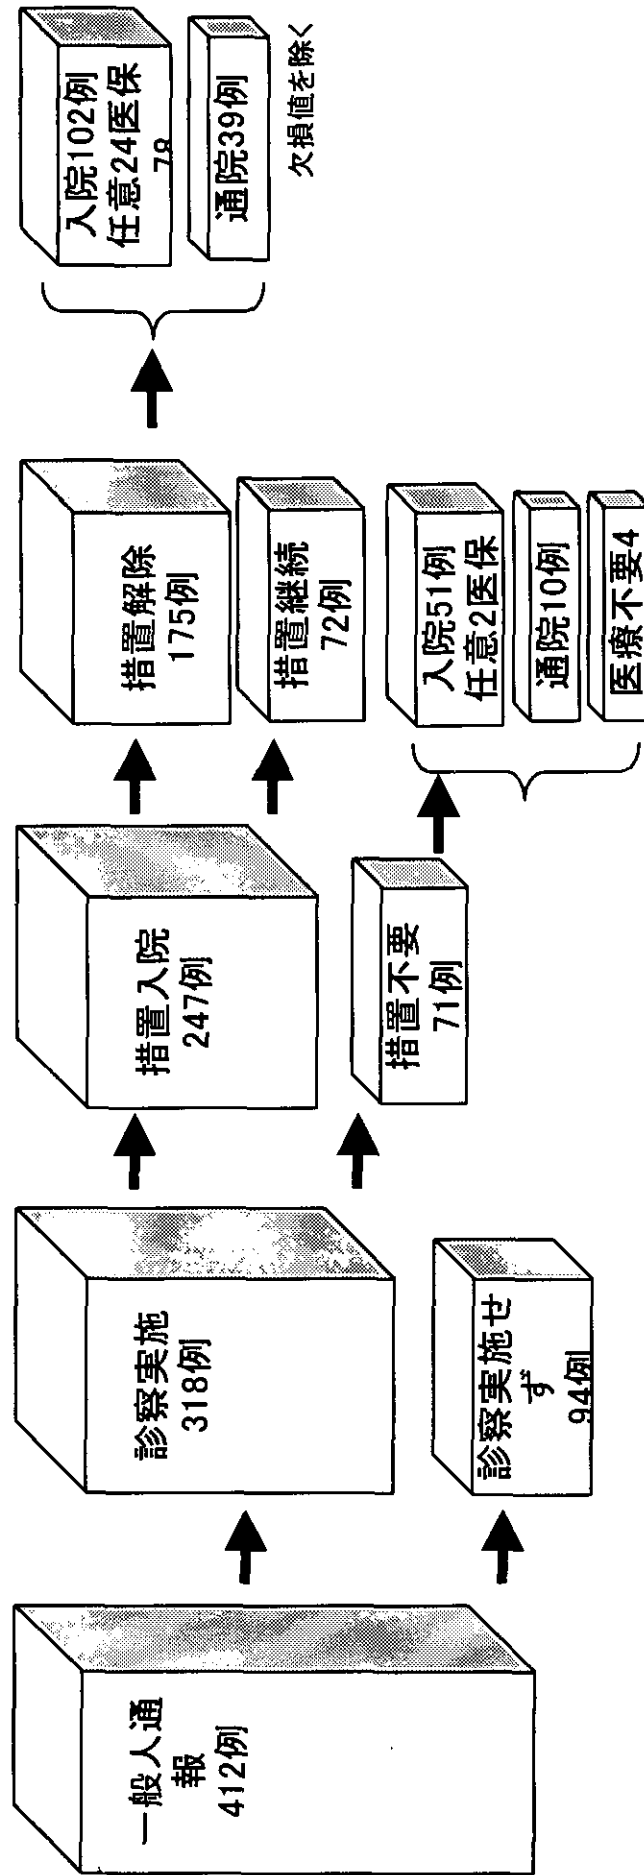 一般人通
報
412例
診察実施
318例
診察実施せ
ず
94例
措置入院
247例
措置不要
71例
措置解除
175例
措置継続
72例
入院51例
任意2医保
通院10例
医療不要4
入院102例
任意24医保
78
通院39例
欠損値を除く